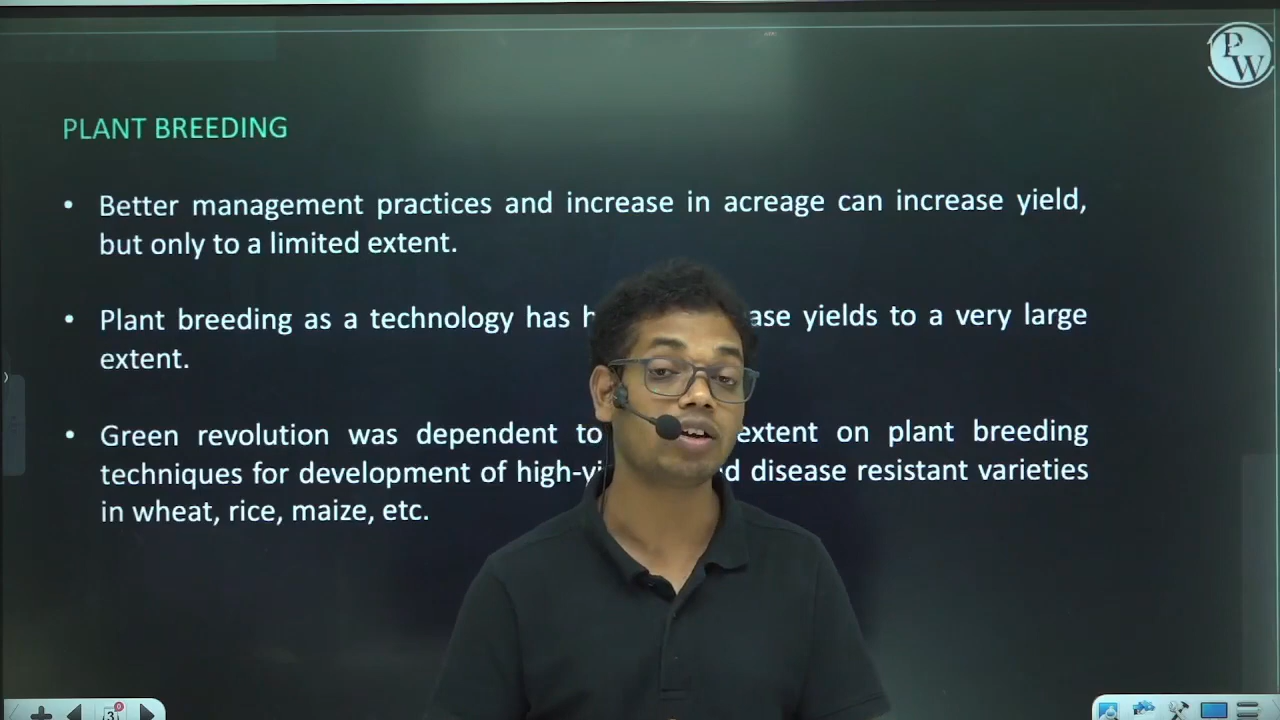 PW
PLANT BREEDING
• Better management practices and increase in acreage can increase yield,
but only to a limited extent.
• Plant breeding as a technology has yields to a very large
extent.
• Green revolution was dependent to extent on plant breeding
techniques for development of disease resistant varieties
in wheat, rice, maize, etc.
3